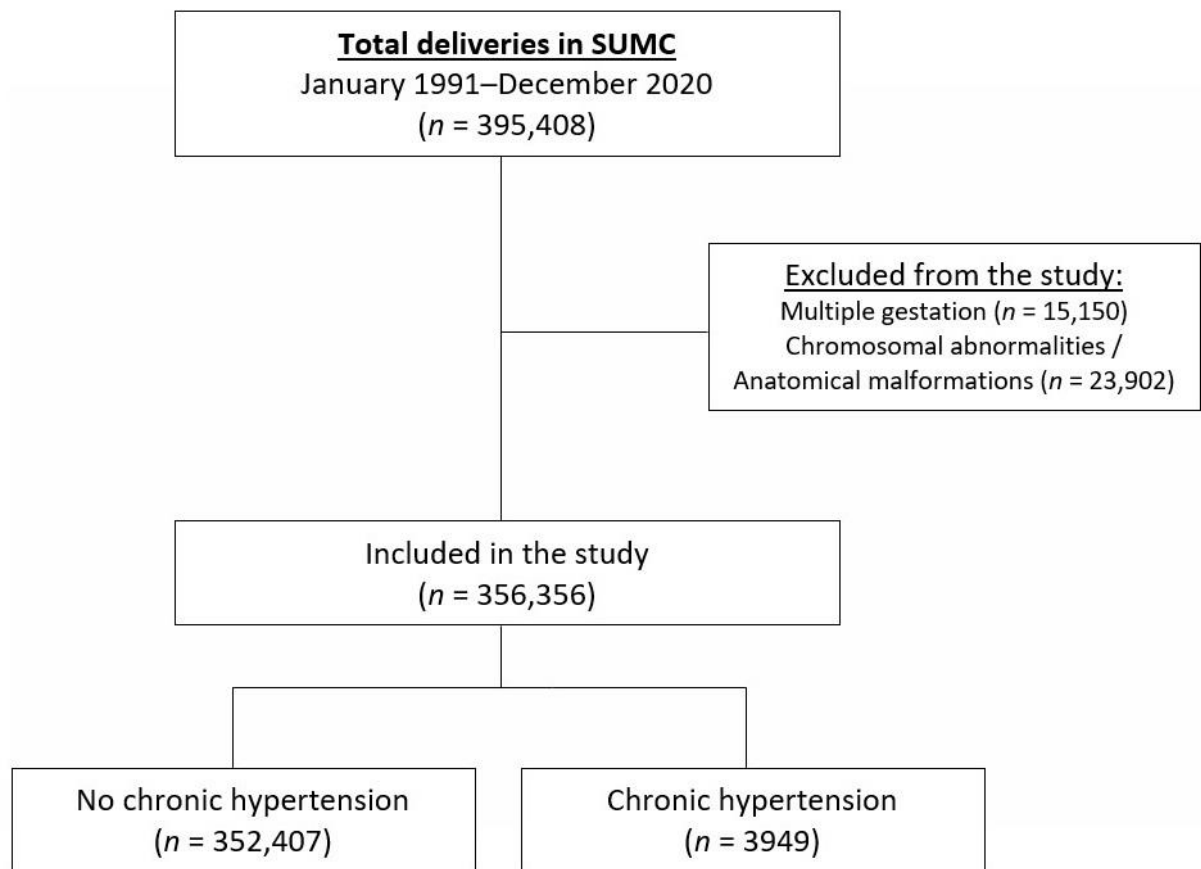 Total deliveries in SUMC
January 1991–December 2020
(n = 395,408)
Excluded from the study:
Multiple gestation (n = 15,150)
Chromosomal abnormalities /
Anatomical malformations (n = 23,902)
Included in the study
(n = 356,356)
No chronic hypertension
(n = 352,407)
Chronic hypertension
(n = 3949)